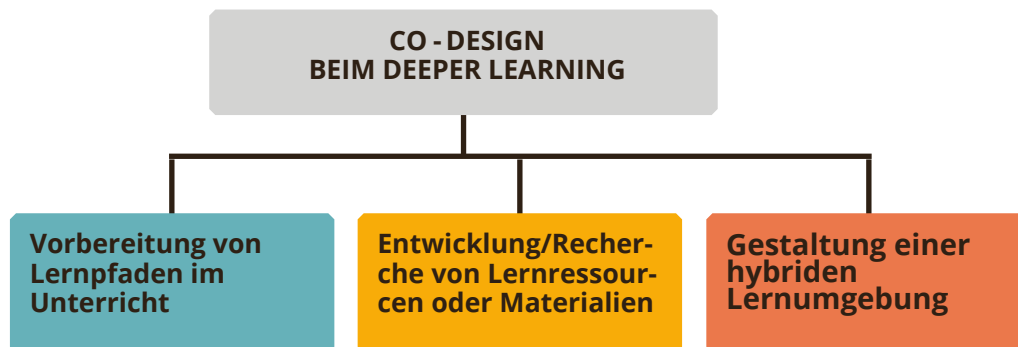 CO - DESIGN
BEIM DEEPER LEARNING
Vorbereitung von
Lernpfaden im
Unterricht
Entwicklung/Recher-
che von Lernressour-
cen oder Materialien
Gestaltung einer
hybriden
Lernumgebung